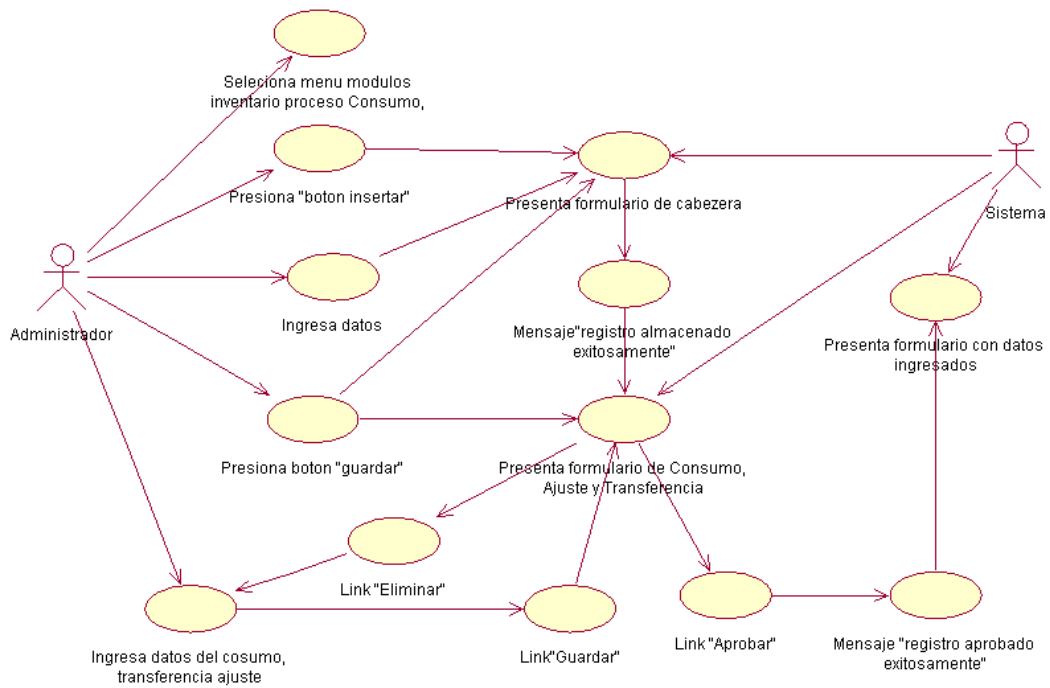 Seleciona menu modulos
inventario proceso Consumo,
Presiona "boton insertar"
Presenta formulario de cabezera
Sistema
Administrador
Ingresa datos
Mensaje"registro almacenado
exitosamente"
Presenta formulario con datos
ingresados
Presiona boton "guardar"
Presenta formulario de Consumo,
Ajuste y Transferencia
Link "Eliminar"
Ingresa datos del cosumo,
transferencia ajuste
Link"Guardar"
Link "Aprobar"
Mensaje "registro aprobado
exitosamente"